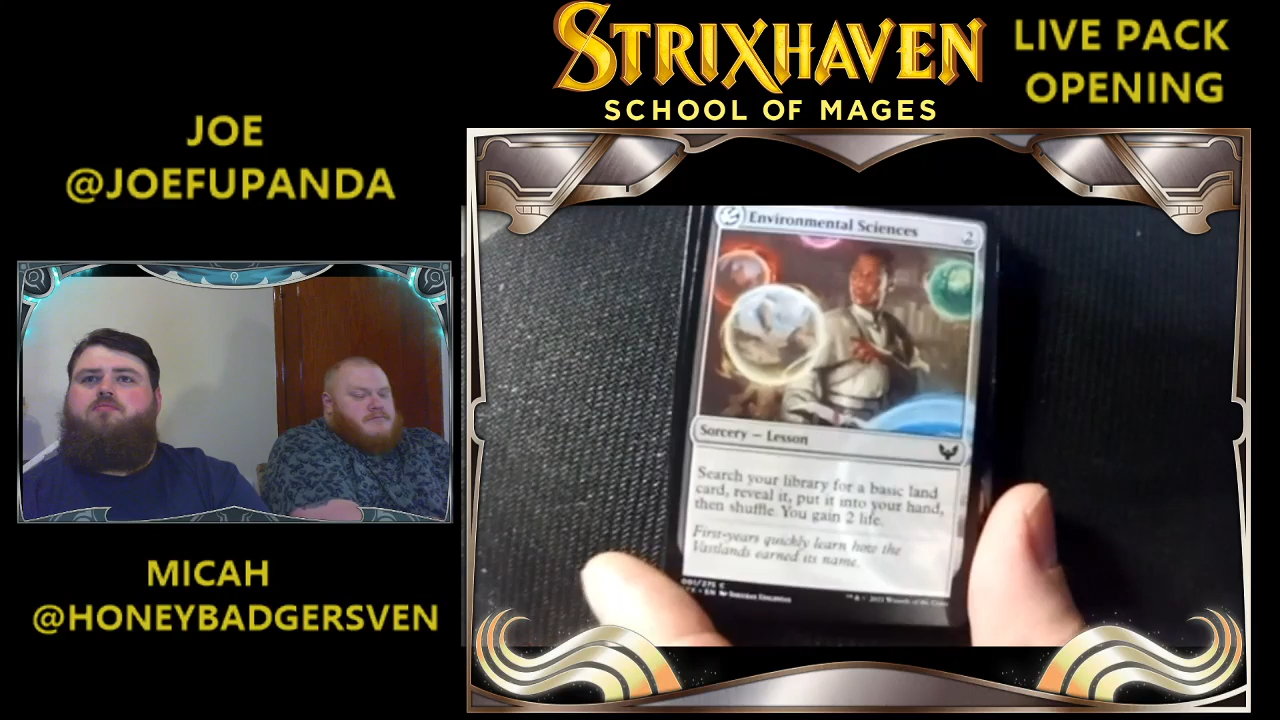 STRIXHAVEN
SCHOOL OF MAGES
LIVE PACK
OPENING
JOE
@JOEFUPANDA
MICAH
@HONEYBADGERSVEN
Environmental Sciences 2
Sorcery — Lesson
Search your library for a basic land
card, reveal it, put it into your hand,
then shuffle. You gain 2 life.
First-years quickly learn how the
Vastlands earned its name.